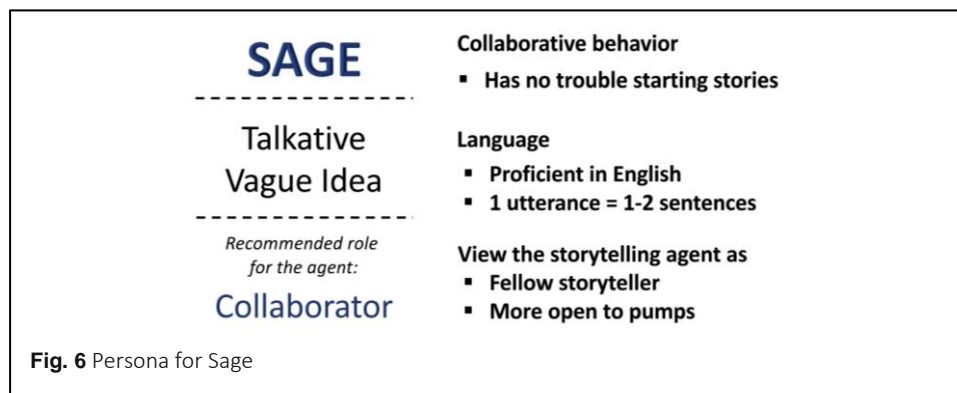 SAGE
Talkative
Vague Idea
Recommended role
for the agent:
Collaborator
Collaborative behavior
▪ Has no trouble starting stories
Language
▪ Proficient in English
▪ 1 utterance = 1-2 sentences
View the storytelling agent as
▪ Fellow storyteller
▪ More open to pumps
Fig. 6 Persona for Sage